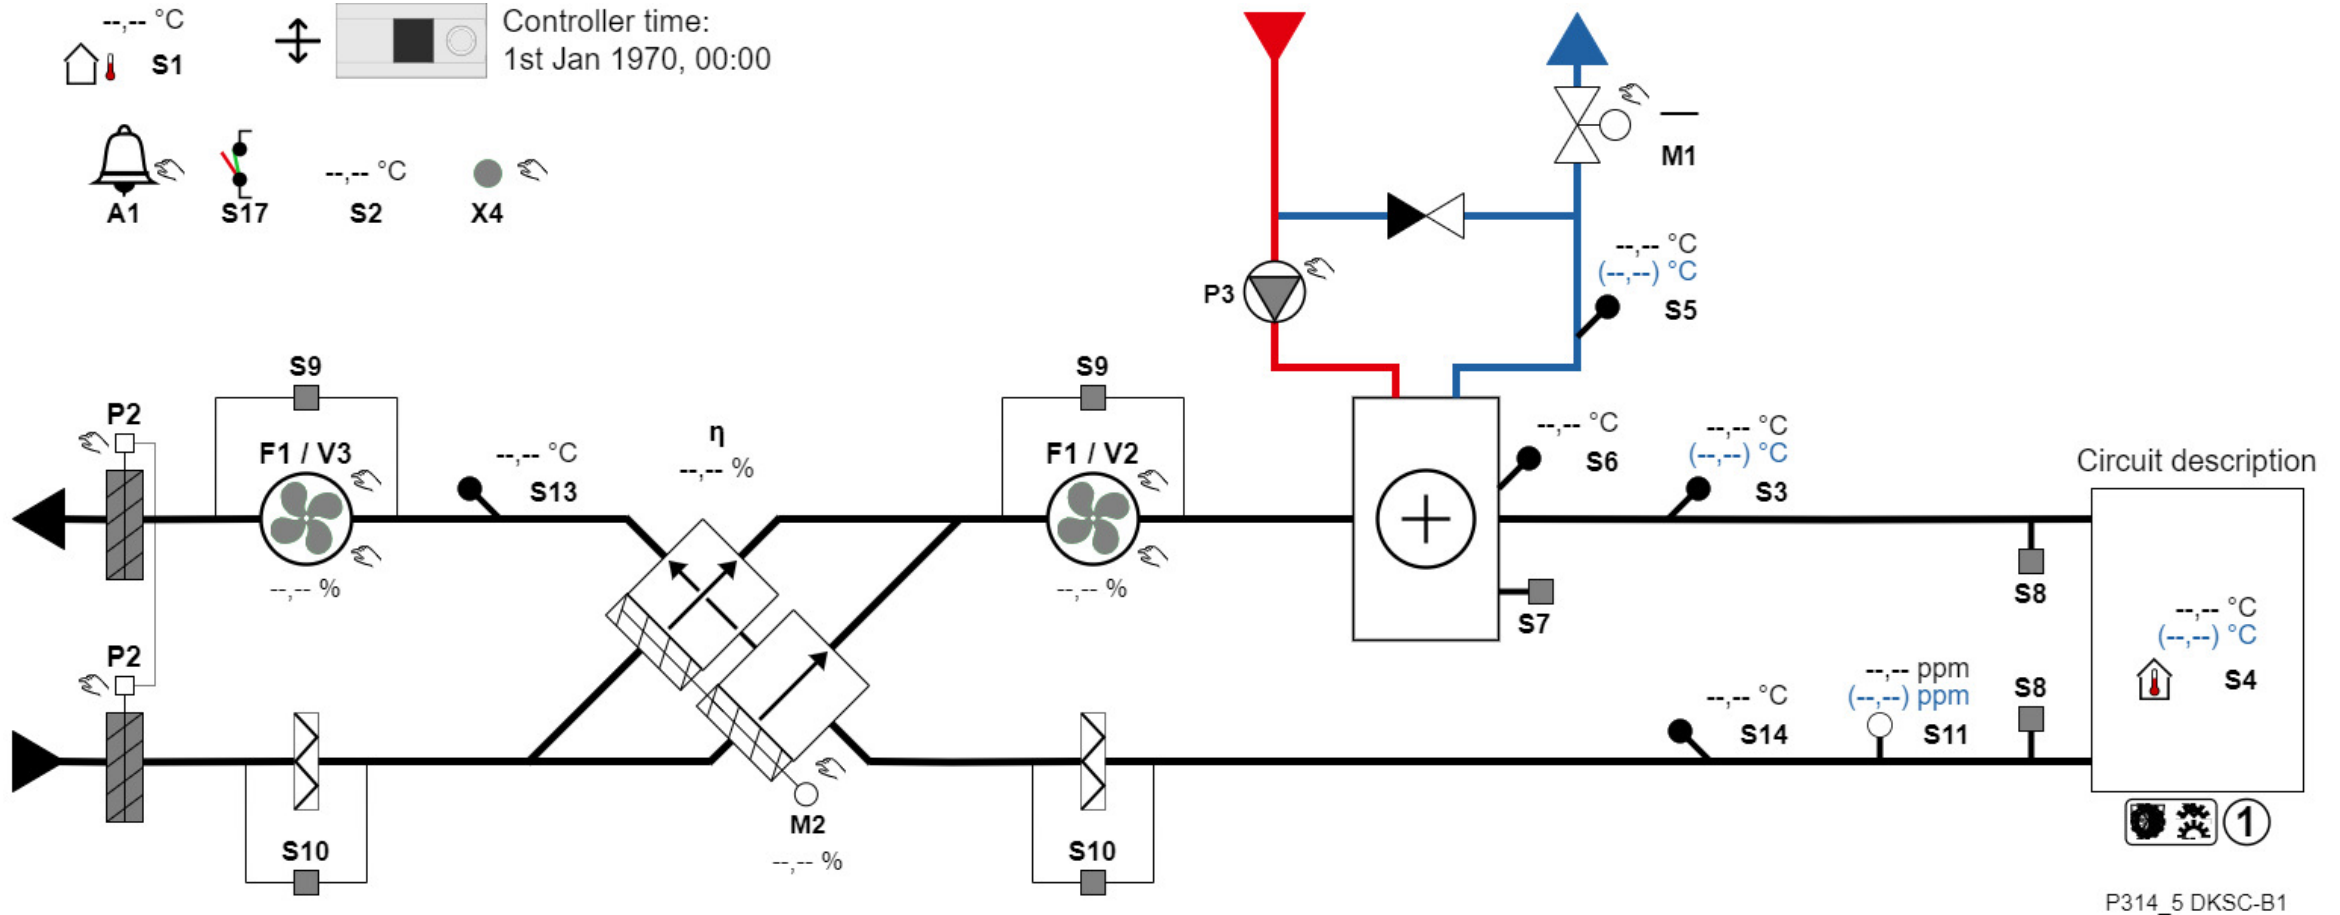 --,-- °C
S1
Controller time:
1st Jan 1970, 00:00
A1
S17
--,-- °C
S2
X4
M1
--,-- °C
(--,--) °C
S5
P3
S9
S9
P2
F1 / V3
--,-- °C
S13
η
--,-- %
F1 / V2
--,-- °C
S6
--,-- °C
(--,--) °C
S3
Circuit description
--,-- %
--,-- %
S7
S8
--,-- °C
(--,--) °C
S4
P2
--,-- °C
S14
--,-- ppm
(--,--) ppm
S11
S8
M2
--,-- %
S10
S10
1
P314_5 DKSC-B1